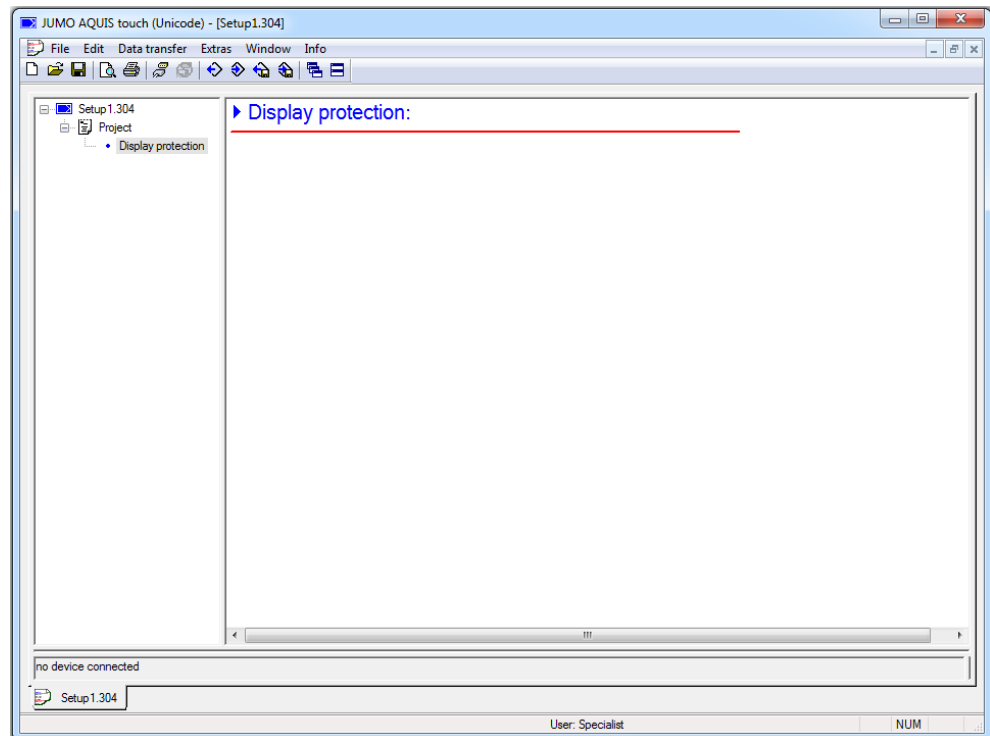 JUMO AQUIS touch (Unicode) - [Setup1.304]
File Edit Data transfer Extras Window Info
Setup1.304
Project
Display protection
Display protection:
no device connected
Setup1.304
User: Specialist
NUM